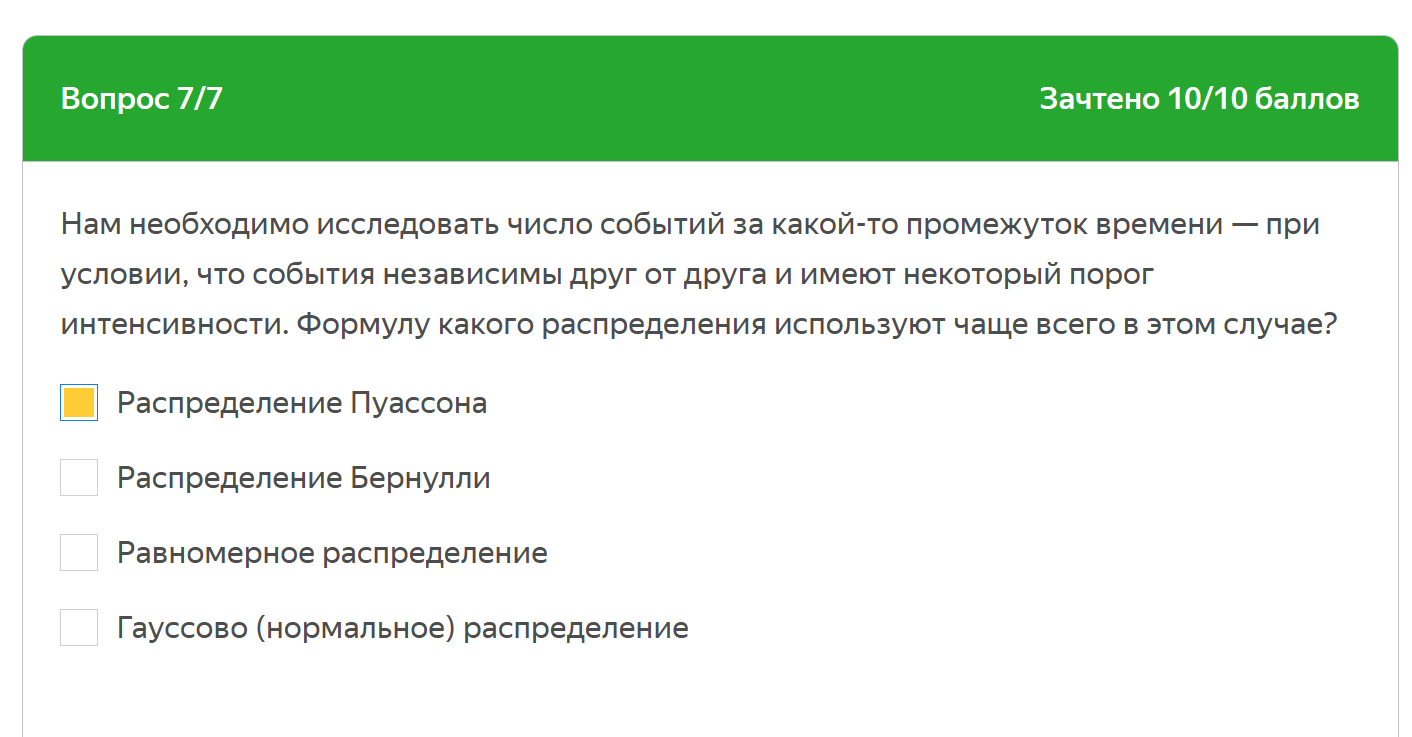 Вопрос 7/7
Зачтено 10/10 баллов
Нам необходимо исследовать число событий за какой-то промежуток времени — при
условии, что события независимы друг от друга и имеют некоторый порог
интенсивности. Формулу какого распределения используют чаще всего в этом случае?
Распределение Пуассона
Распределение Бернулли
Равномерное распределение
Гауссово (нормальное) распределение